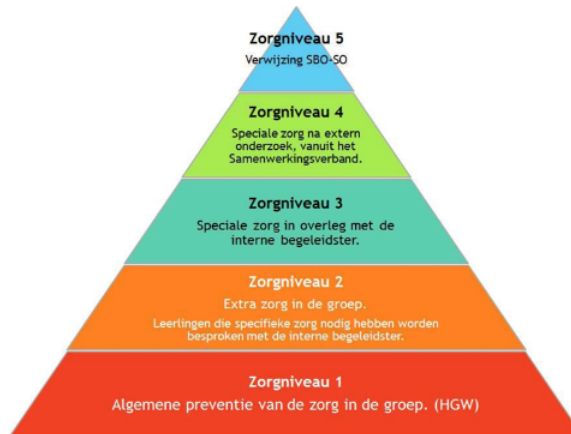 Zorgniveau 5
Verwijzing SBO-SO
Zorgniveau 4
Speciale zorg na extern
onderzoek, vanuit het
Samenwerkingsverband.
Zorgniveau 3
Speciale zorg in overleg met de
interne begeleidster.
Zorgniveau 2
Extra zorg in de groep.
Leerlingen die specifieke zorg nodig hebben worden
besproken met de interne begeleidster.
Zorgniveau 1
Algemene preventie van de zorg in de groep. (HGW)